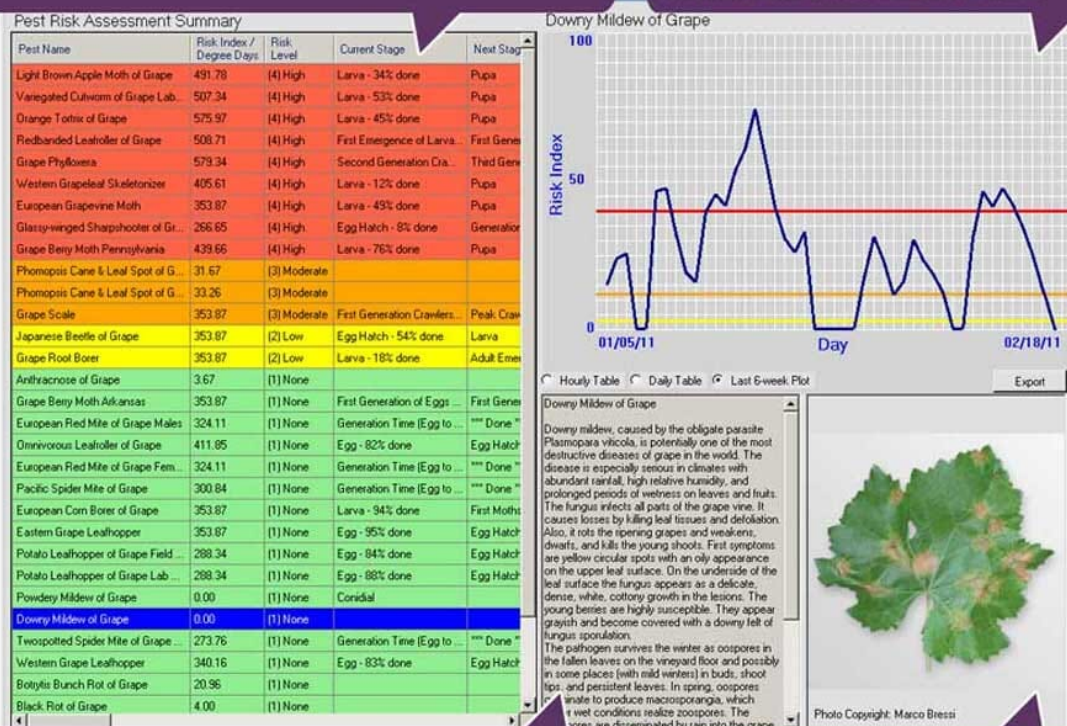 Pest Risk Assessment Summary
Pest Name Risk Index / Degree Days Risk Level Current Stage Next Stag
Light Brown Apple Moth of Grape 491.78 (4) High Larva - 34% done Pupa
Variegated Cutworm of Grape Lab... 507.34 (4) High Larva - 53% done Pupa
Orange Tortrix of Grape 575.97 (4) High Larva - 45% done Pupa
Redbanded Leafroller of Grape 508.71 (4) High First Emergence of Larva... First Gener
Grape Phylloxera 579.34 (4) High Second Generation Cra... Third Gene
Western Grapeleaf Skeletonizer 405.61 (4) High Larva - 12% done Pupa
European Grapevine Moth 353.87 (4) High Larva - 49% done Pupa
Glassy-winged Sharpshooter of Gr... 266.65 (4) High Egg Hatch - 8% done Generation
Grape Berry Moth Pennsylvania 439.66 (4) High Larva - 76% done Pupa
Phomopsis Cane & Leaf Spot of G... 31.67 (3) Moderate
Phomopsis Cane & Leaf Spot of G... 33.26 (3) Moderate
Grape Scale 353.87 (3) Moderate First Generation Crawlers... Peak Craw
Japanese Beetle of Grape 353.87 (2) Low Egg Hatch - 54% done Larva
Grape Root Borer 353.87 (2) Low Larva - 18% done Adult Emer
Anthracnose of Grape 3.67 (1) None
Grape Berry Moth Arkansas 353.87 (1) None First Generation of Eggs ... First Gener
European Red Mite of Grape Males 324.11 (1) None Generation Time (Egg to ... *** Done *
Omnivorous Leafroller of Grape 411.85 (1) None Egg - 82% done Egg Hatch
European Red Mite of Grape Fem... 324.11 (1) None Generation Time (Egg to ... *** Done *
Pacific Spider Mite of Grape 300.84 (1) None Generation Time (Egg to ... *** Done *
European Corn Borer of Grape 353.87 (1) None Larva - 94% done First Moths
Eastern Grape Leafhopper 353.87 (1) None Egg - 95% done Egg Hatch
Potato Leafhopper of Grape Field ... 288.34 (1) None Egg - 84% done Egg Hatch
Potato Leafhopper of Grape Lab ... 288.34 (1) None Egg - 88% done Egg Hatch
Powdery Mildew of Grape 0.00 (1) None Conidial
Downy Mildew of Grape 0.00 (1) None
Twospotted Spider Mite of Grape ... 273.76 (1) None Generation Time (Egg to ... *** Done *
Western Grape Leafhopper 340.16 (1) None Egg - 83% done Egg Hatch
Botrytis Bunch Rot of Grape 20.96 (1) None
Black Rot of Grape 4.00 (1) None
Downy Mildew of Grape
100
50
0
Risk Index
01/05/11 Day 02/18/11
Hourly Table Daily Table Last 6-week Plot Export
Downy Mildew of Grape
Downy mildew, caused by the obligate parasite
Plasmopara viticola, is potentially one of the most
destructive diseases of grape in the world. The
disease is especially serious in climates with
abundant rainfall, high relative humidity, and
prolonged periods of wetness on leaves and fruits.
The fungus infects all parts of the grape vine. It
causes losses by killing leaf tissues and defoliation.
Also, it rots the ripening grapes and weakens,
dwarfs, and kills the young shoots. First symptoms
are yellow circular spots with an oily appearance
on the upper leaf surface. On the underside of the
leaf surface the fungus appears as a delicate,
dense, white, cottony growth in the lesions. The
young berries are highly susceptible. They appear
grayish and become covered with a downy felt of
fungus sporulation.
The pathogen survives the winter as oospores in
the fallen leaves on the vineyard floor and possibly
in some places (with mild winters) in buds, shoot
tips, and persistent leaves. In spring, oospores
to produce macrosporangia, which
wet conditions realize zoospores. The
are disseminated by rain into the grape
Photo Copyright: Marco Bressi